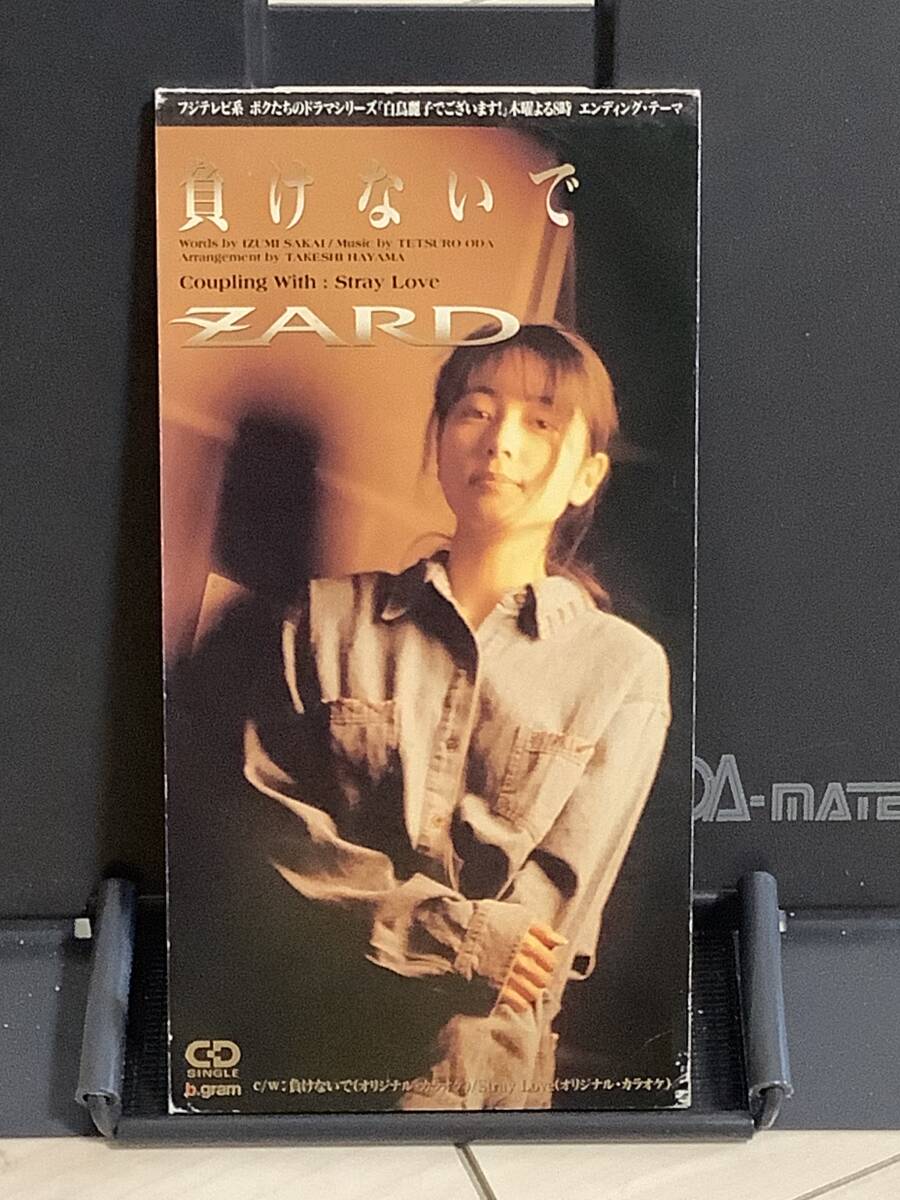 フジテレビ系 ボクたちのドラマシリーズ「白鳥麗子でございます!」木曜よる8時 エンディング・テーマ
負けないで
Words by IZUMI SAKAI / Music by TETSURO ODA
Arrangement by TAKESHI HAYAMA
Coupling With : Stray Love
ZARD
DA-MATE
CD
SINGLE
b.gram
c/w : 負けないで(オリジナル・カラオケ)/Stray Love(オリジナル・カラオケ)